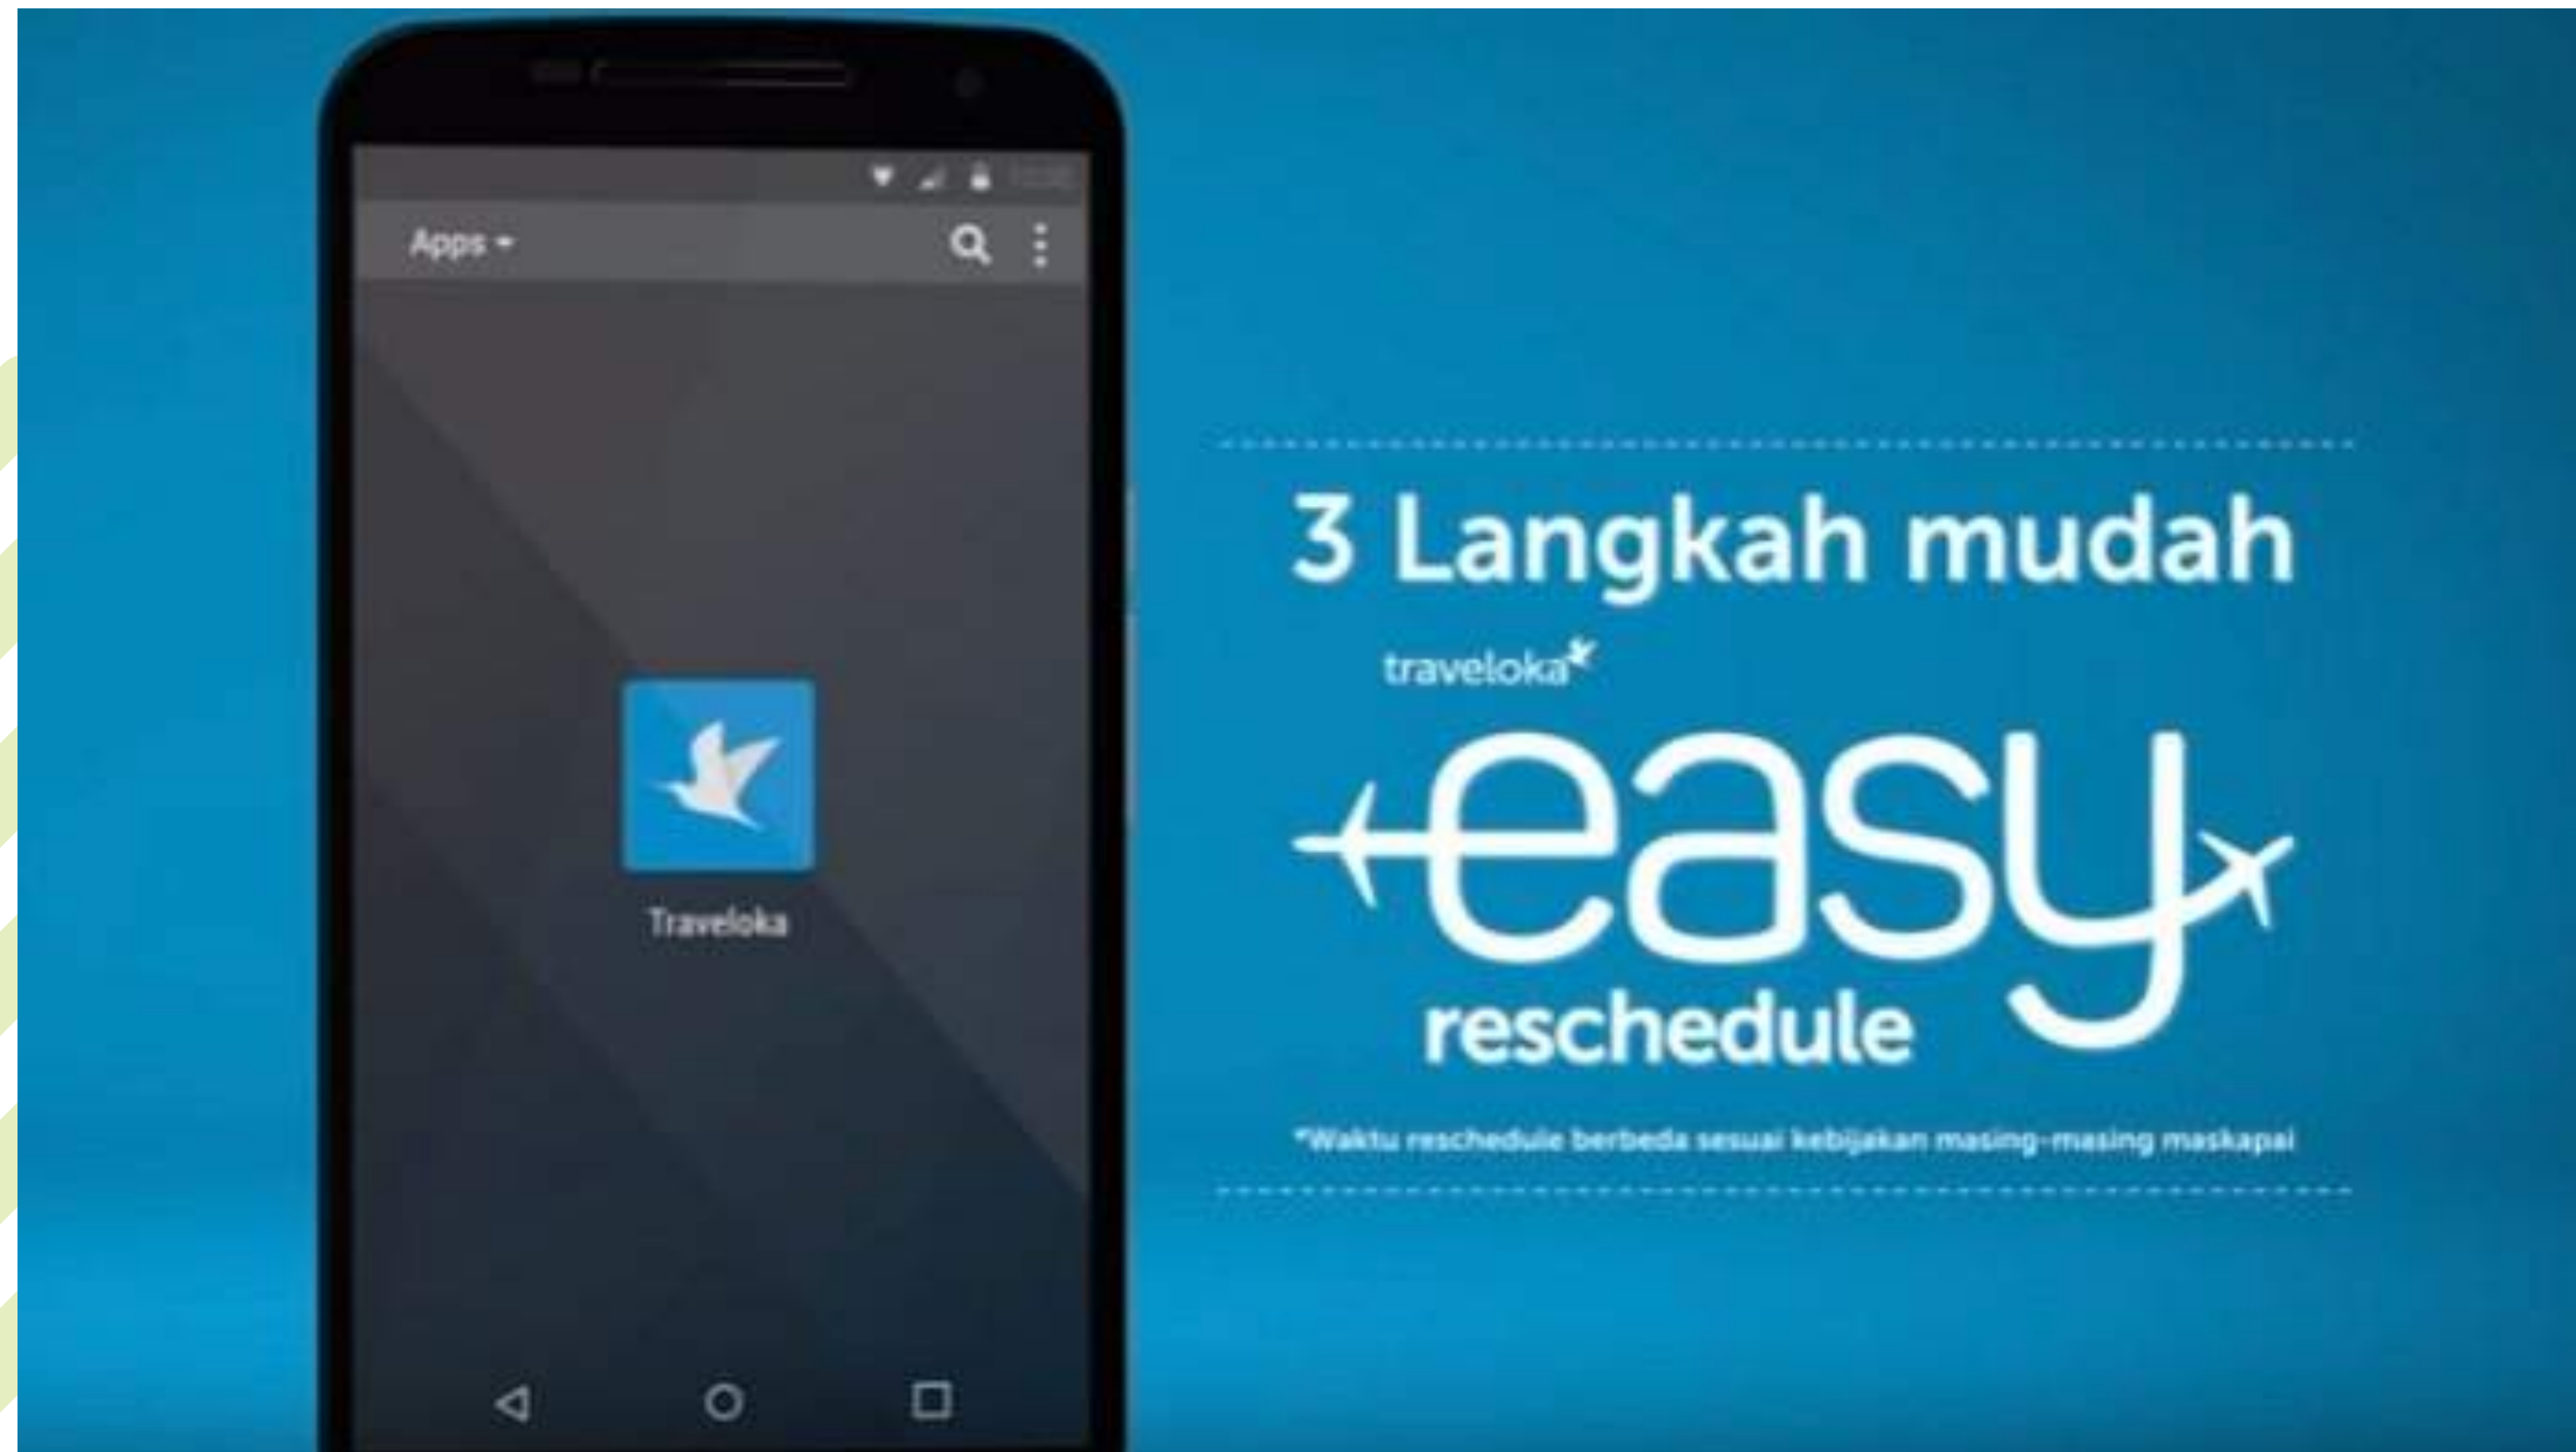 Apps
Traveloka
3 Langkah mudah
traveloka
easy
reschedule
*Waktu reschedule berbeda sesuai kebijakan masing-masing maskapai